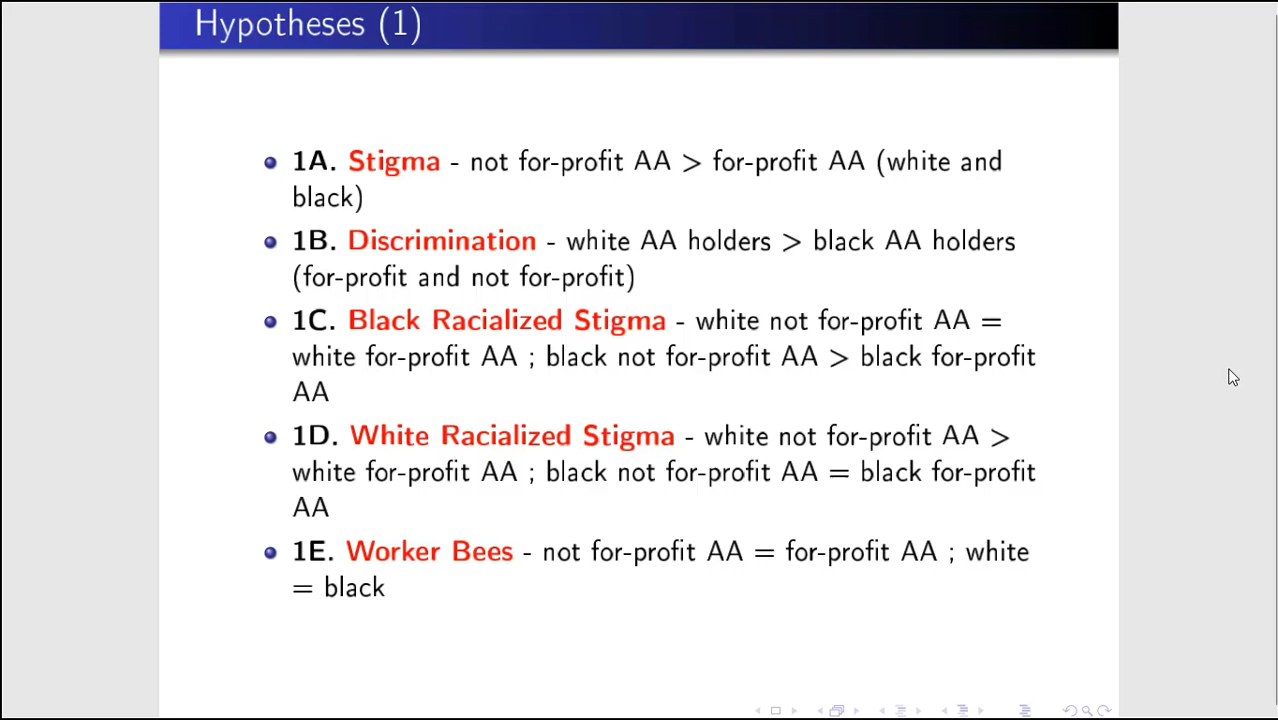 Hypotheses (1)
1A. Stigma - not for-profit AA > for-profit AA (white and
black)
1B. Discrimination - white AA holders > black AA holders
(for-profit and not for-profit)
1C. Black Racialized Stigma - white not for-profit AA =
white for-profit AA ; black not for-profit AA > black for-profit
AA
1D. White Racialized Stigma - white not for-profit AA >
white for-profit AA ; black not for-profit AA = black for-profit
AA
1E. Worker Bees - not for-profit AA = for-profit AA ; white
= black